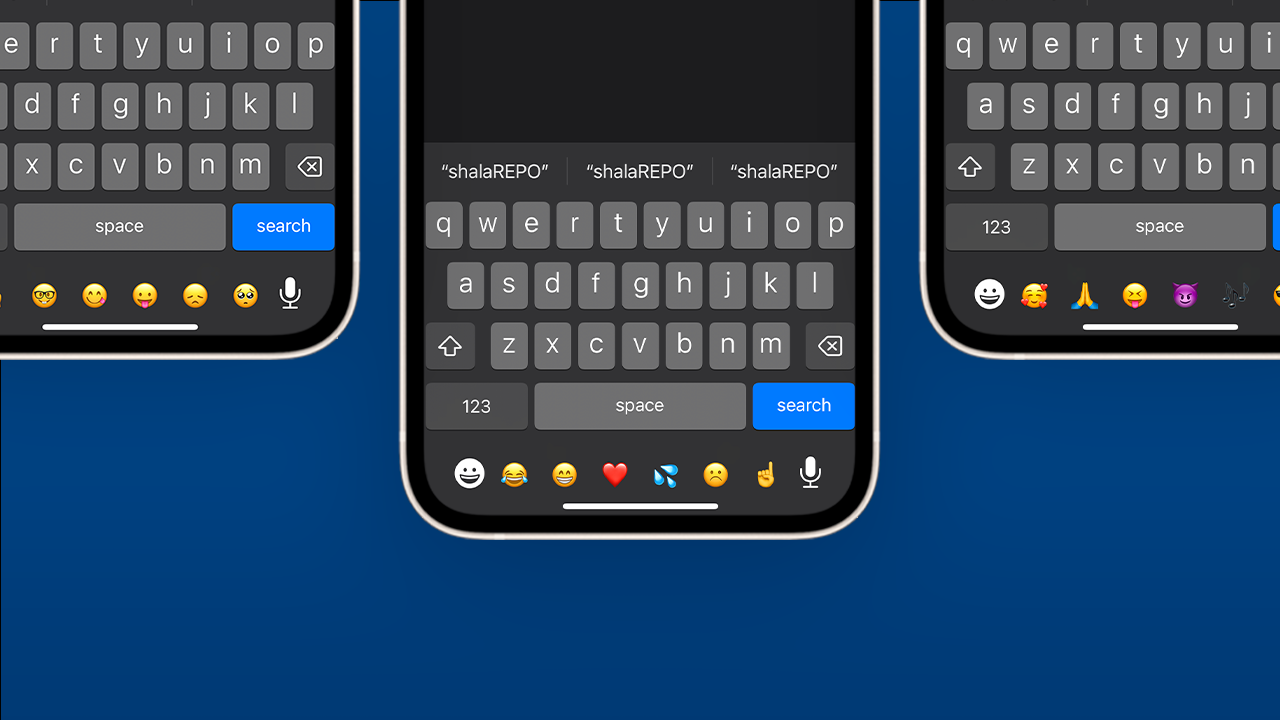 e r t y u i o p
d f g h j k l
x c v b n m
space search
“shalaREPO” “shalaREPO” “shalaREPO”
q w e r t y u i o p
a s d f g h j k l
z x c v b n m
123 space search
q w e r t y u i
a s d f g h j
z x c v b n
123 space